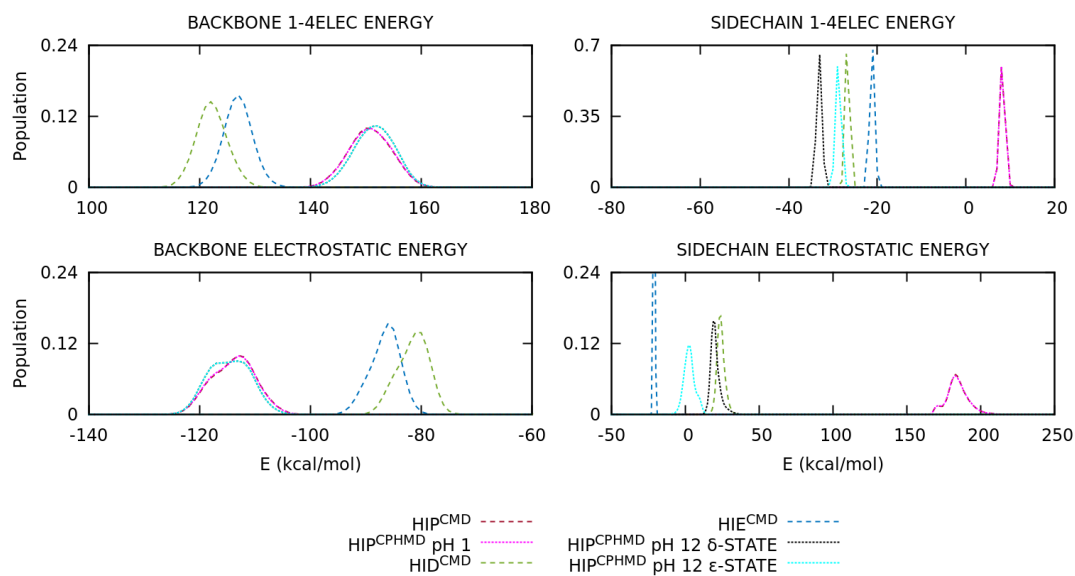 BACKBONE 1-4ELEC ENERGY
SIDECHAIN 1-4ELEC ENERGY
0.24
0.12
0
Population
100 120 140 160 180
0.7
0.35
0
-80 -60 -40 -20 0 20
BACKBONE ELECTROSTATIC ENERGY
SIDECHAIN ELECTROSTATIC ENERGY
0.24
0.12
0
Population
-140 -120 -100 -80 -60
E (kcal/mol)
0.24
0.12
0
-50 0 50 100 150 200 250
E (kcal/mol)
HIP^CMD
HIP^CPHMD pH 1
HID^CMD
HIE^CMD
HIP^CPHMD pH 12 δ-STATE
HIP^CPHMD pH 12 ε-STATE